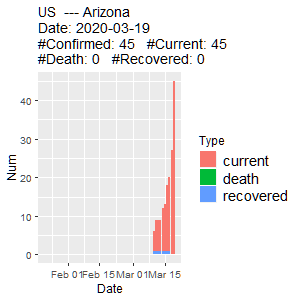 US --- Arizona
Date: 2020-03-19
#Confirmed: 45 #Current: 45
#Death: 0 #Recovered: 0
40
30
20
10
0
Num
Feb 01 Feb 15 Mar 01 Mar 15
Date
Type
current
death
recovered